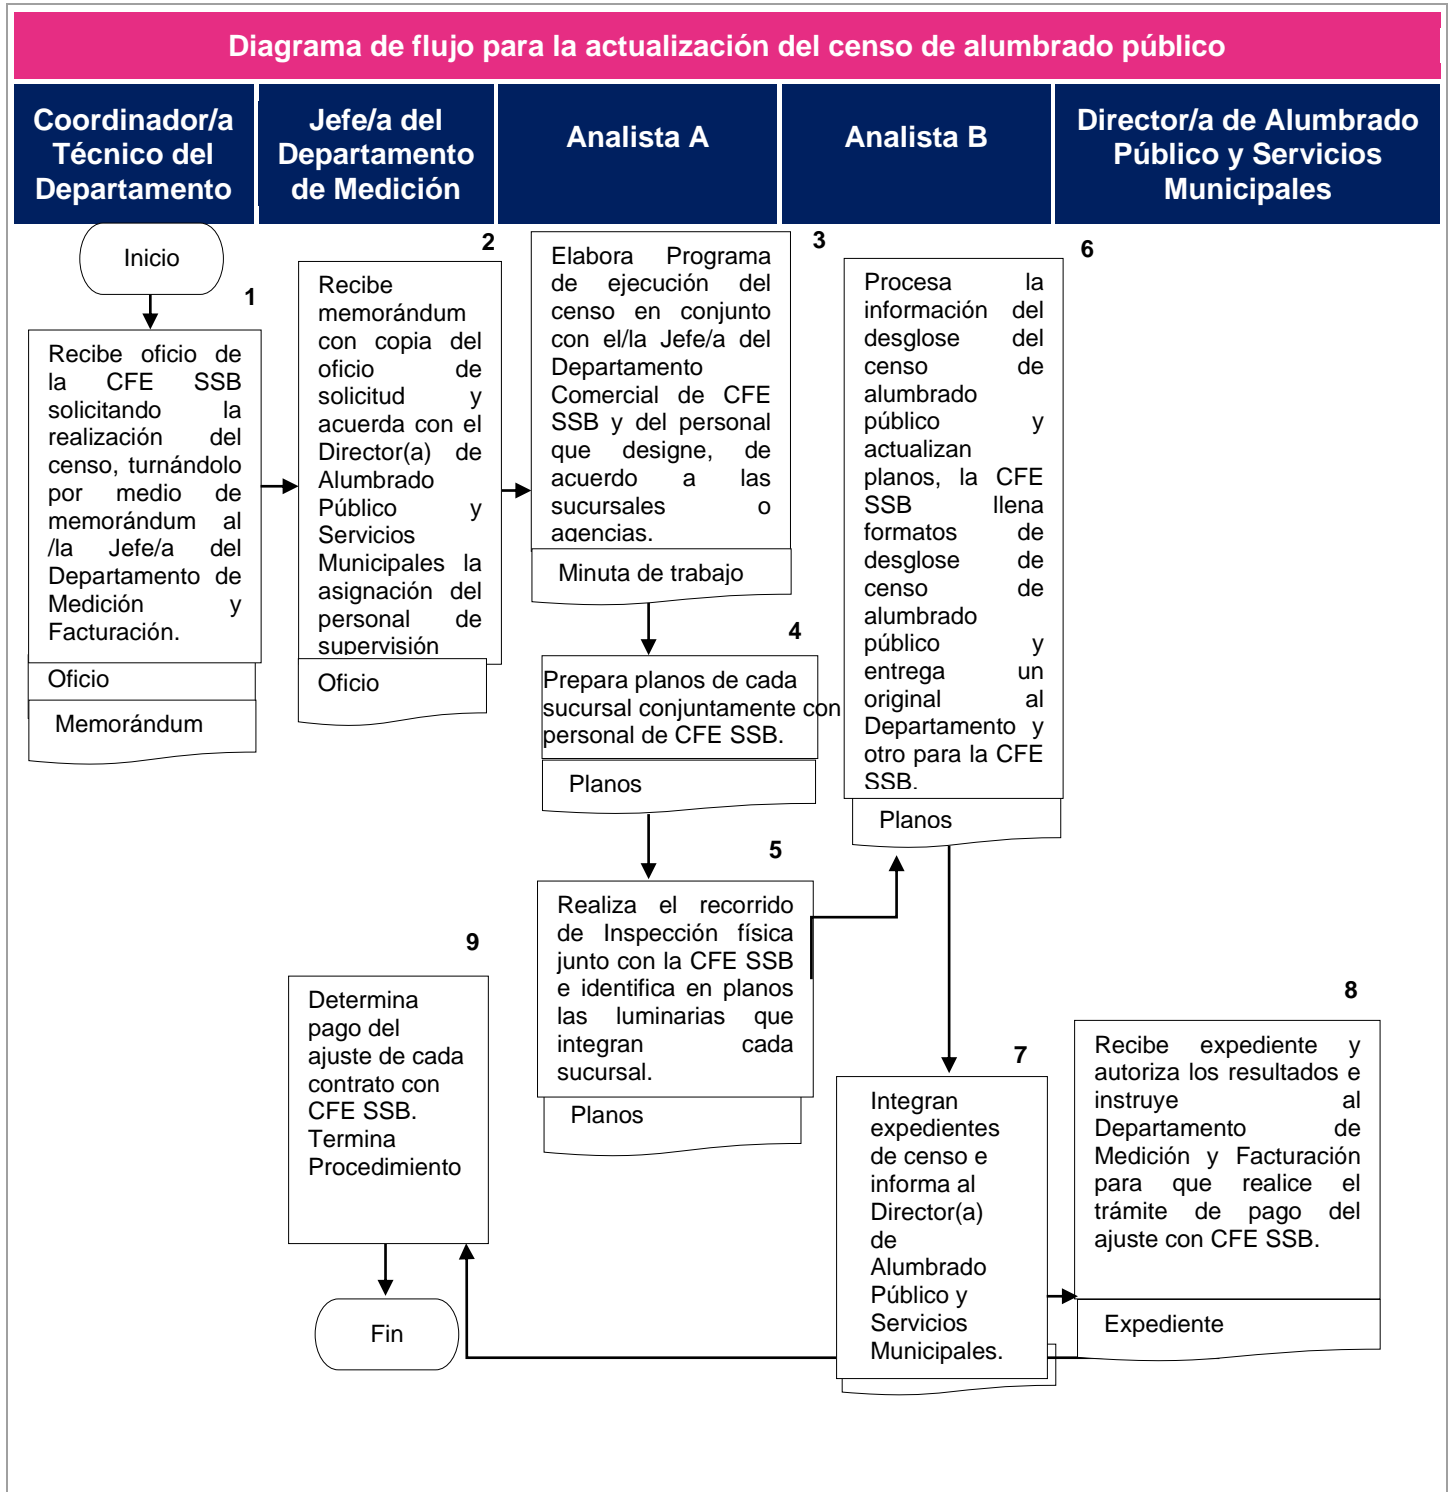 Diagrama de flujo para la actualización del censo de alumbrado público
Coordinador/a
Técnico del
Departamento
Jefe/a del
Departamento
de Medición
Analista A
Analista B
Director/a de Alumbrado
Público y Servicios
Municipales
Inicio
1
Recibe oficio de
la CFE SSB
solicitando la
realización del
censo, turnándolo
por medio de
memorándum al
/la Jefe/a del
Departamento de
Medición y
Facturación.
Oficio
Memorándum
2
Recibe
memorándum
con copia del
oficio de
solicitud y
acuerda con el
Director(a) de
Alumbrado
Público y
Servicios
Municipales la
asignación del
personal de
supervisión
Oficio
3
Elabora Programa
de ejecución del
censo en conjunto
con el/la Jefe/a del
Departamento
Comercial de CFE
SSB y del personal
que designe, de
acuerdo a las
sucursales o
agencias.
Minuta de trabajo
4
Prepara planos de cada
sucursal conjuntamente con
personal de CFE SSB.
Planos
5
Realiza el recorrido
de Inspección física
junto con la CFE SSB
e identifica en planos
las luminarias que
integran cada
sucursal.
Planos
6
Procesa la
información del
desglose del
censo de
alumbrado
público y
actualizan
planos, la CFE
SSB llena
formatos de
desglose de
censo de
alumbrado
público y
entrega un
original al
Departamento y
otro para la CFE
SSB.
Planos
7
Integran
expedientes
de censo e
informa al
Director(a)
de
Alumbrado
Público y
Servicios
Municipales.
8
Recibe expediente y
autoriza los resultados e
instruye al
Departamento de
Medición y Facturación
para que realice el
trámite de pago del
ajuste con CFE SSB.
Expediente
9
Determina
pago del
ajuste de cada
contrato con
CFE SSB.
Termina
Procedimiento
Fin